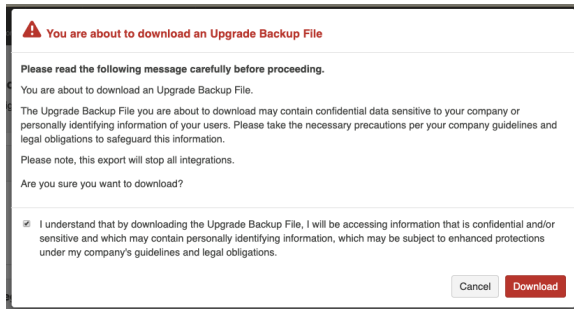 You are about to download an Upgrade Backup File
Please read the following message carefully before proceeding.
You are about to download an Upgrade Backup File.
The Upgrade Backup File you are about to download may contain confidential data sensitive to your company or
personally identifying information of your users. Please take the necessary precautions per your company guidelines and
legal obligations to safeguard this information.
Please note, this export will stop all integrations.
Are you sure you want to download?
I understand that by downloading the Upgrade Backup File, I will be accessing information that is confidential and/or
sensitive and which may contain personally identifying information, which may be subject to enhanced protections
under my company's guidelines and legal obligations.
Cancel
Download